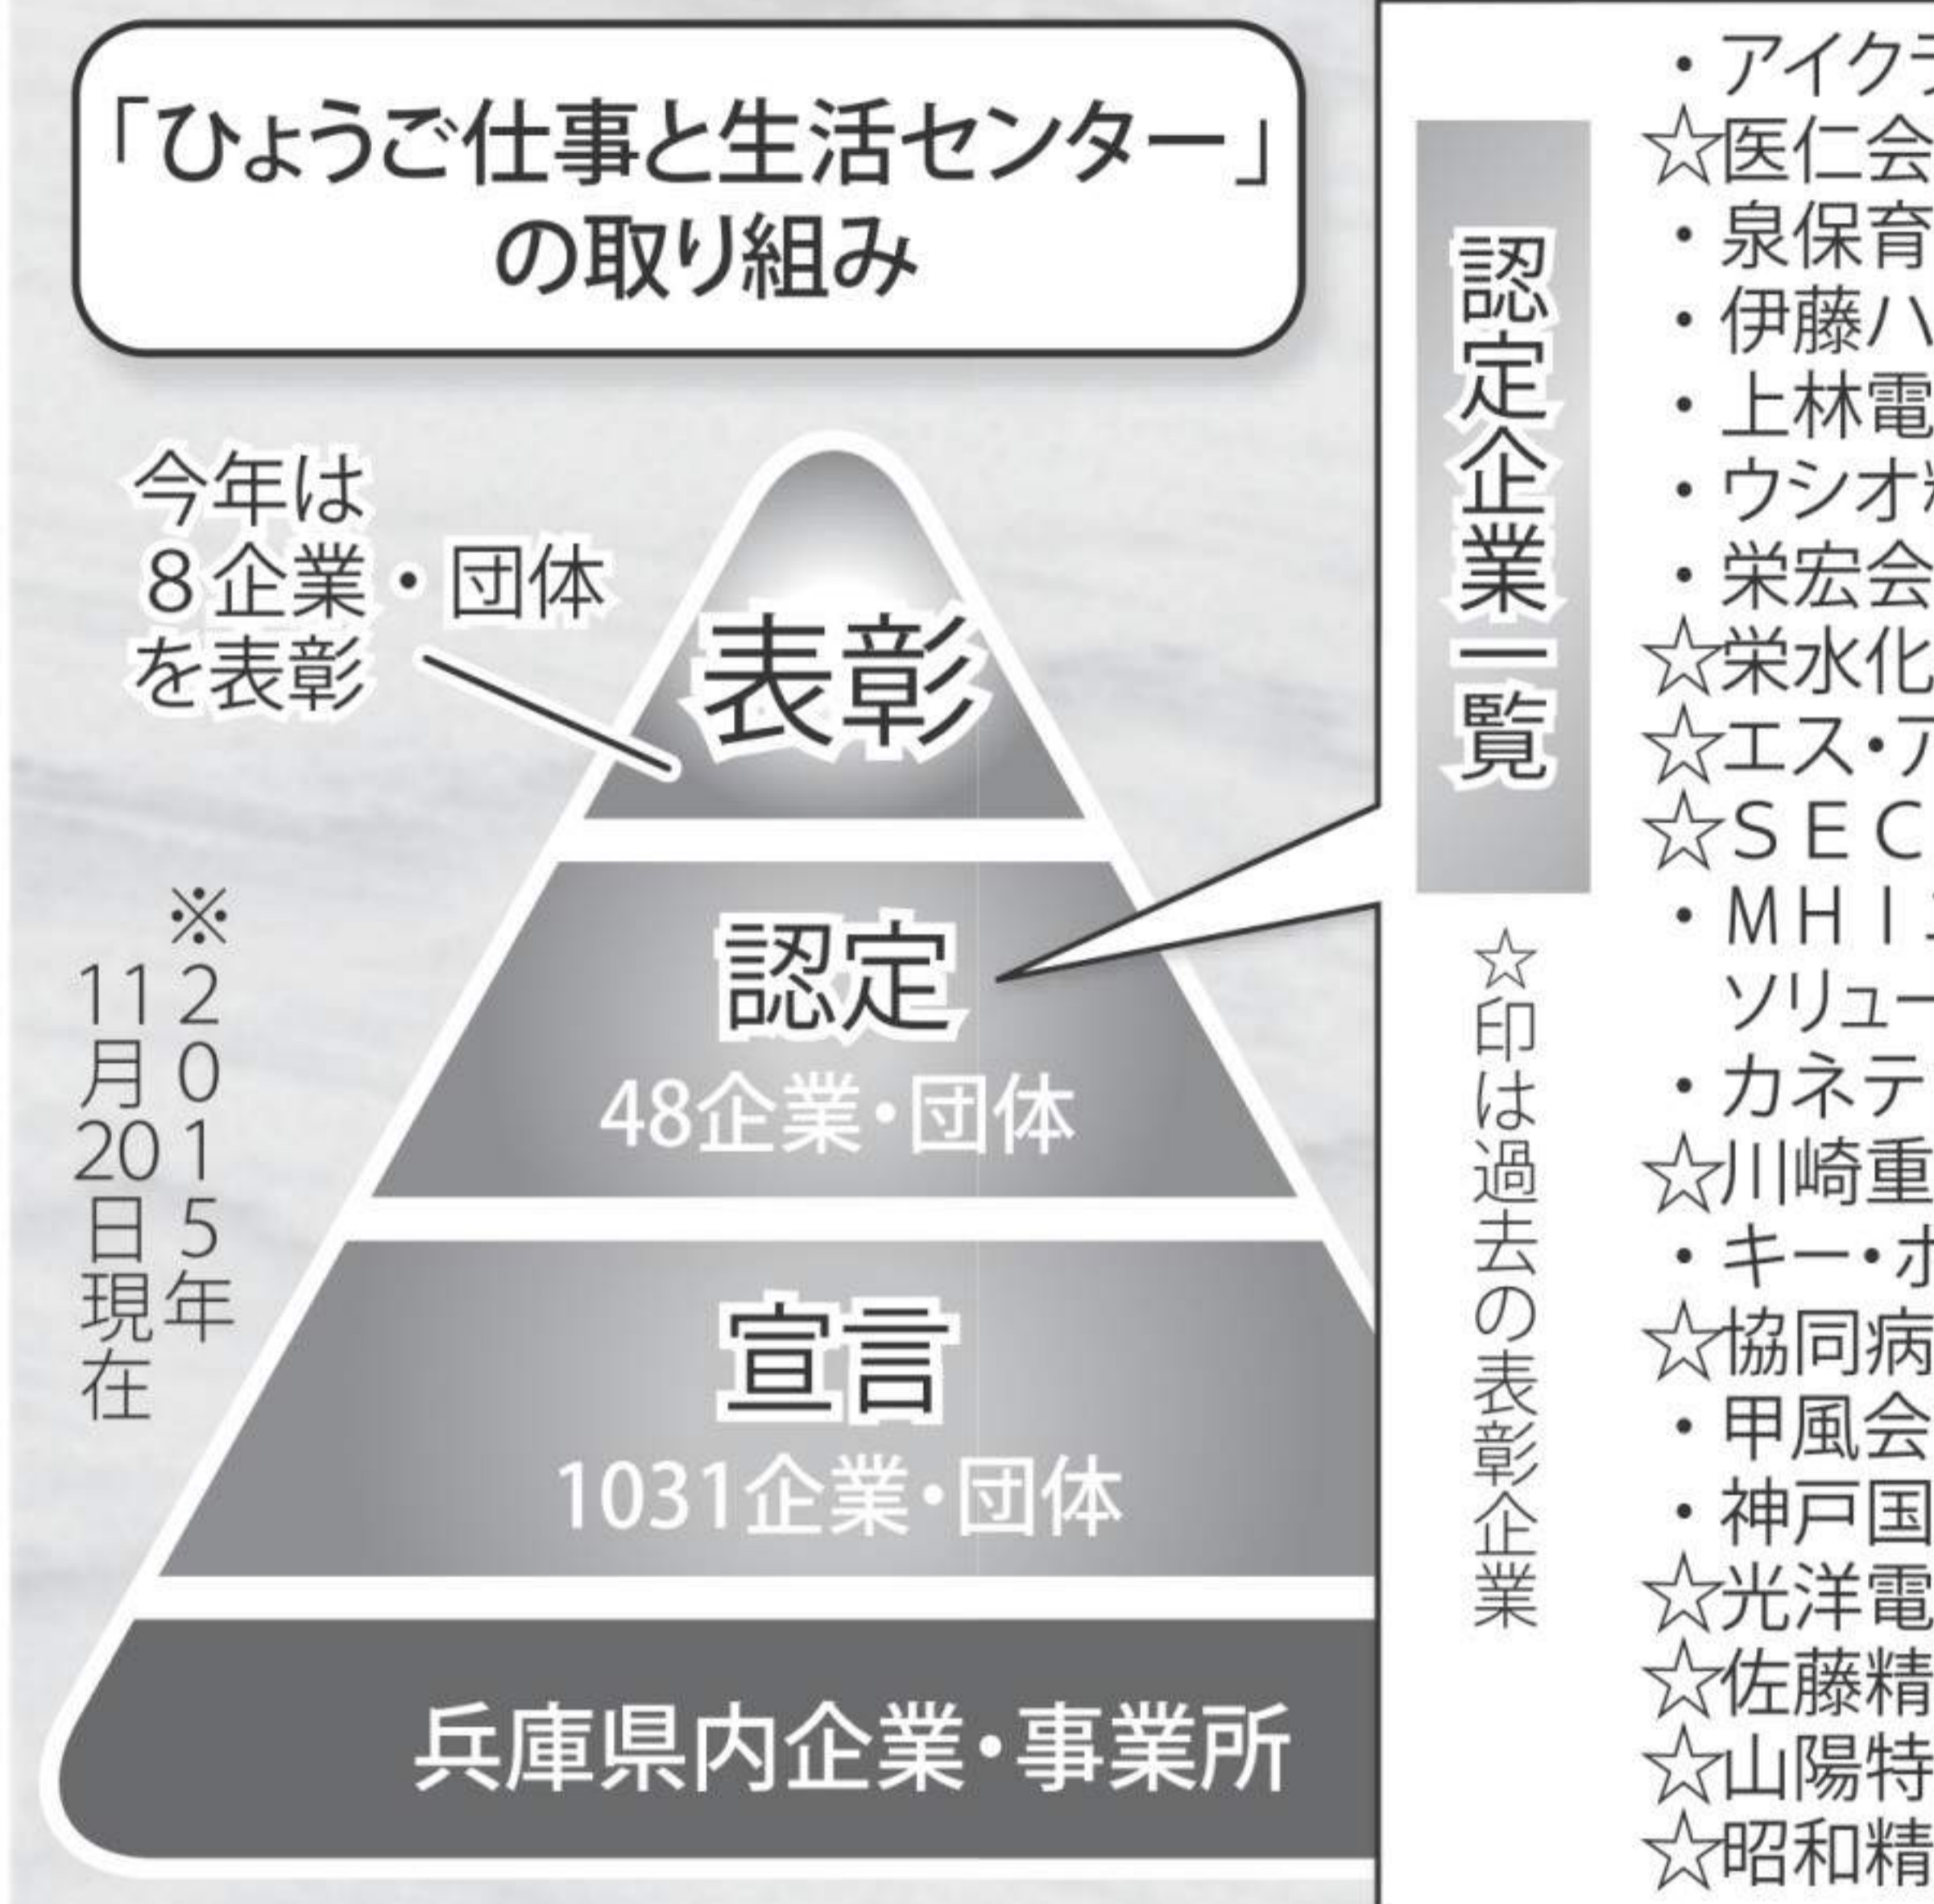 「ひょうご仕事と生活センター」
の取り組み
今年は
8企業・団体
を表彰
表彰
認定
48企業・団体
宣言
1031企業・団体
兵庫県内企業・事業所
※2015年
11月20日現在
認定企業一覧
☆印は過去の表彰企業
・アイク
☆医仁会
・泉保育
・伊藤ハ
・上林電
・ウシオ
・栄宏会
☆栄水化
☆エス・ア
☆SEC
・MHI
ソリュー
・カネテ
☆川崎重
・キー・ポ
☆協同病
・甲風会
・神戸国
☆光洋電
☆佐藤精
☆山陽特
☆昭和精